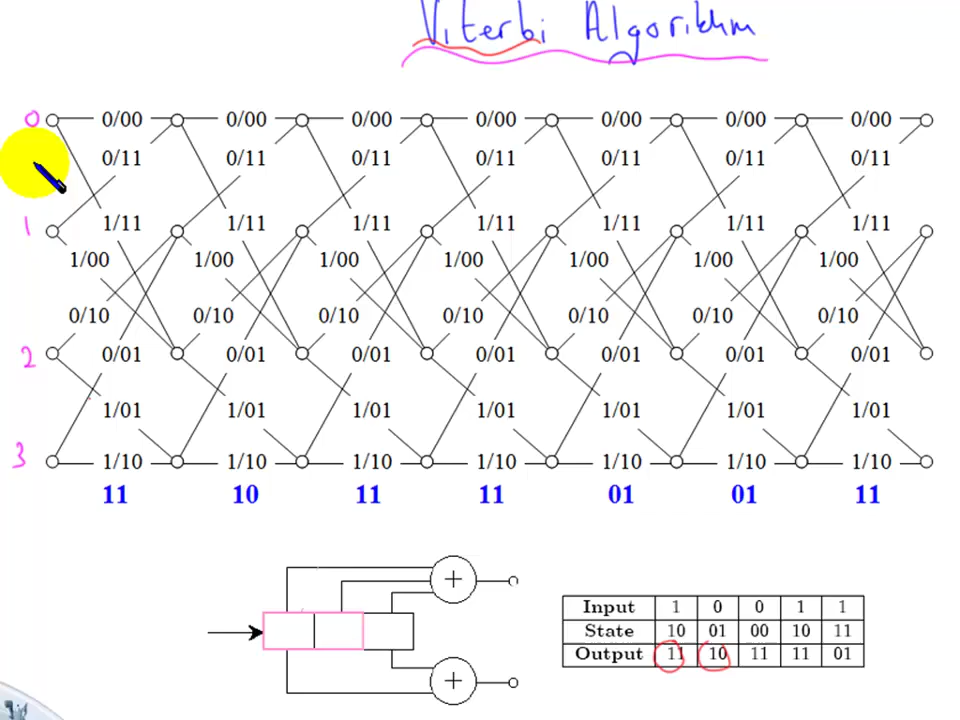 Viterbi Algorithm
0 0/00 0/00 0/00 0/00 0/00 0/00 0/00
0/11 0/11 0/11 0/11 0/11 0/11 0/11
1 1/11 1/11 1/11 1/11 1/11 1/11 1/11
1/00 1/00 1/00 1/00 1/00 1/00 1/00
0/10 0/10 0/10 0/10 0/10 0/10 0/10
2 0/01 0/01 0/01 0/01 0/01 0/01 0/01
1/01 1/01 1/01 1/01 1/01 1/01 1/01
3 1/10 1/10 1/10 1/10 1/10 1/10 1/10
11 10 11 11 01 01 11
+
+
Input 1 0 0 1 1
State 10 01 00 10 11
Output 11 10 11 11 01